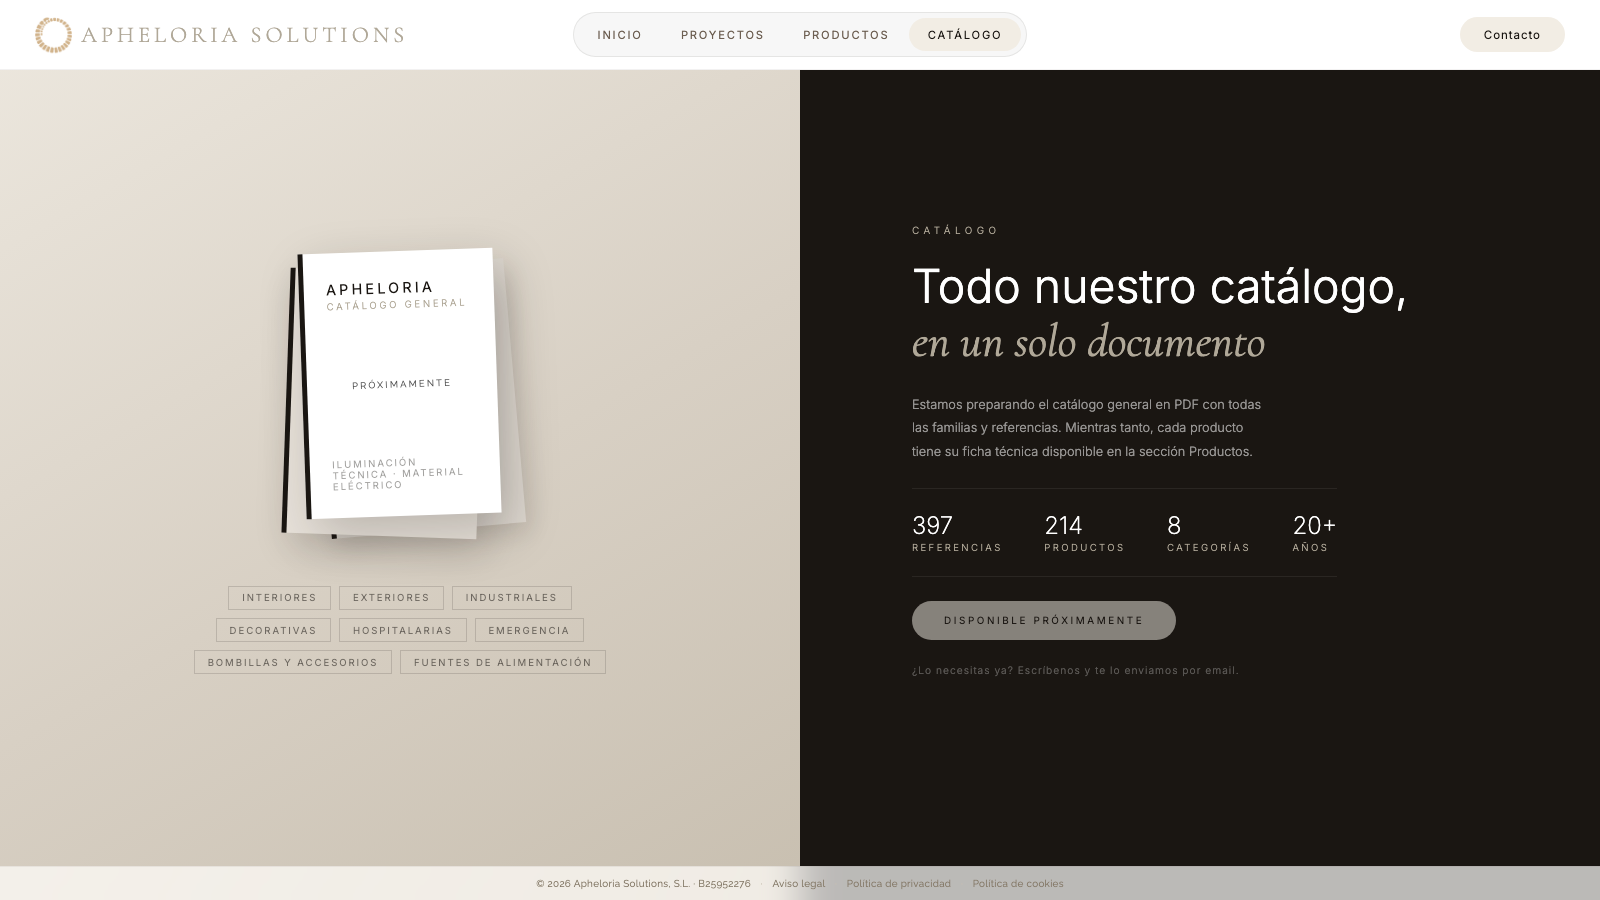 APHELORIA SOLUTIONS
INICIO PROYECTOS PRODUCTOS CATÁLOGO
Contacto
APHELORIA
CATÁLOGO GENERAL
PRÓXIMAMENTE
ILUMINACIÓN
TÉCNICA · MATERIAL
ELÉCTRICO
INTERIORES EXTERIORES INDUSTRIALES
DECORATIVAS HOSPITALARIAS EMERGENCIA
BOMBILLAS Y ACCESORIOS FUENTES DE ALIMENTACIÓN
CATÁLOGO
Todo nuestro catálogo,
en un solo documento
Estamos preparando el catálogo general en PDF con todas
las familias y referencias. Mientras tanto, cada producto
tiene su ficha técnica disponible en la sección Productos.
397 214 8 20+
REFERENCIAS PRODUCTOS CATEGORÍAS AÑOS
DISPONIBLE PRÓXIMAMENTE
¿Lo necesitas ya? Escríbenos y te lo enviamos por email.
© 2026 Apheloria Solutions, S.L. · B25952276 · Aviso legal Política de privacidad Política de cookies